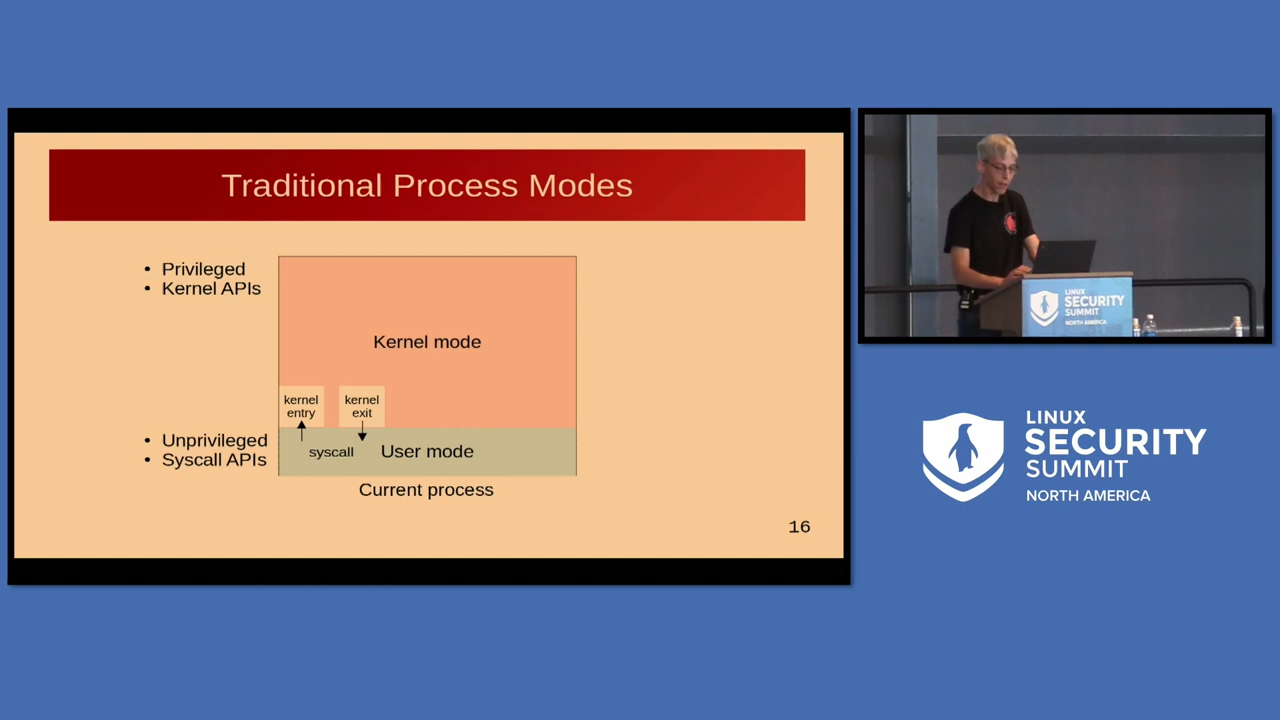 Traditional Process Modes
• Privileged
• Kernel APIs
Kernel mode
kernel
entry
kernel
exit
• Unprivileged
• Syscall APIs
syscall
User mode
Current process
16
LINUX
SECURITY
SUMMIT
NORTH AMERICA
LINUX
SECURITY
SUMMIT
NORTH AMERICA